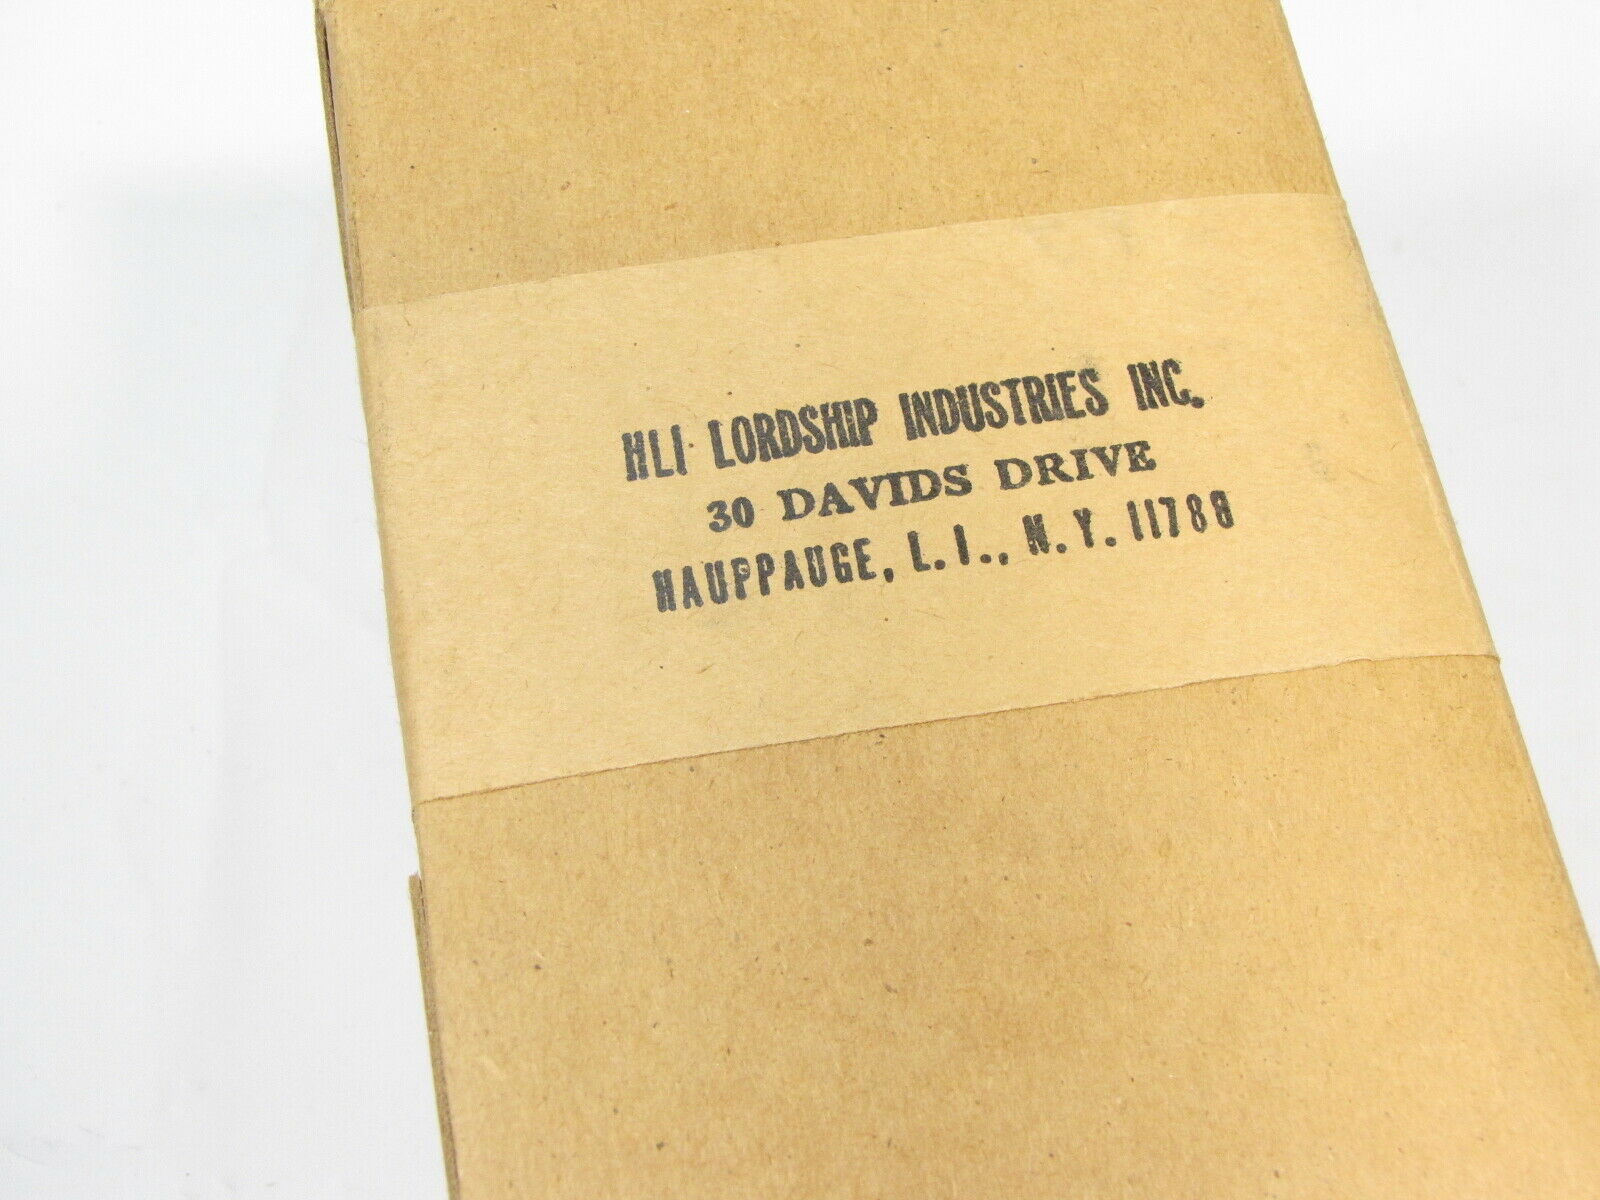 HLI LORDSHIP INDUSTRIES INC.
30 DAVIDS DRIVE
HAUPPAUGE, L.I., N.Y. 11788